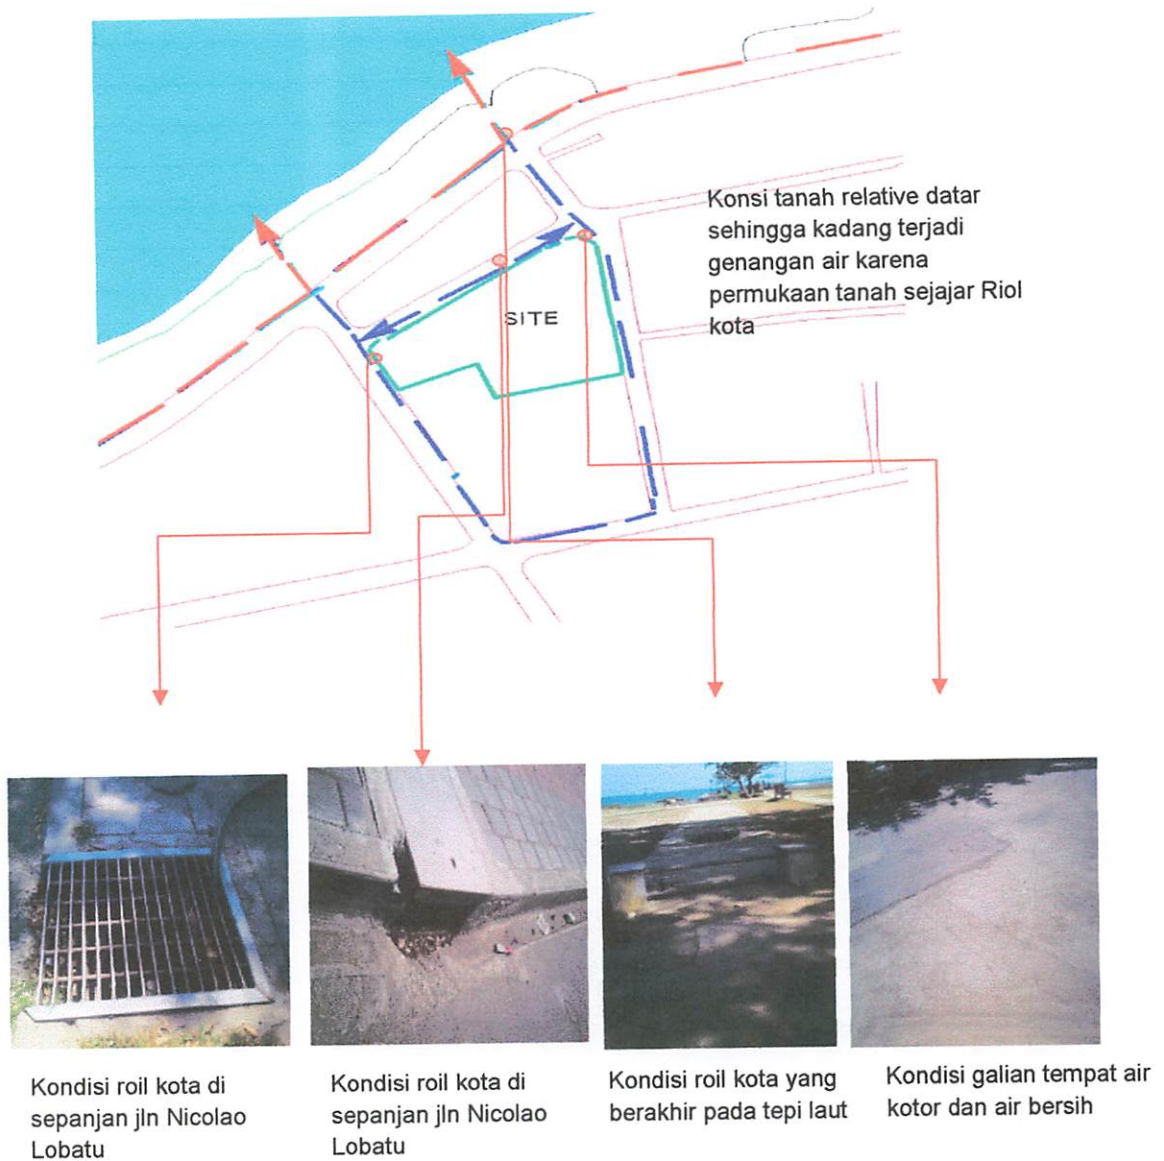 Konsi tanah relative datar
sehingga kadang terjadi
genangan air karena
permukaan tanah sejajar Riol
kota
SITE
Kondisi roil kota di
sepanjan jln Nicolao
Lobatu
Kondisi roil kota di
sepanjan jln Nicolao
Lobatu
Kondisi roil kota yang
berakhir pada tepi laut
Kondisi galian tempat air
kotor dan air bersih